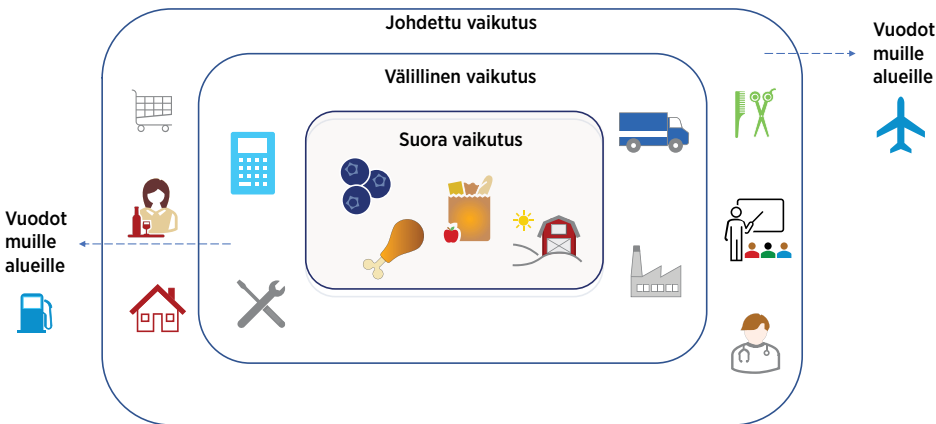 Johdettu vaikutus
Vuodot
muille
alueille
Välillinen vaikutus
Suora vaikutus
Vuodot
muille
alueille